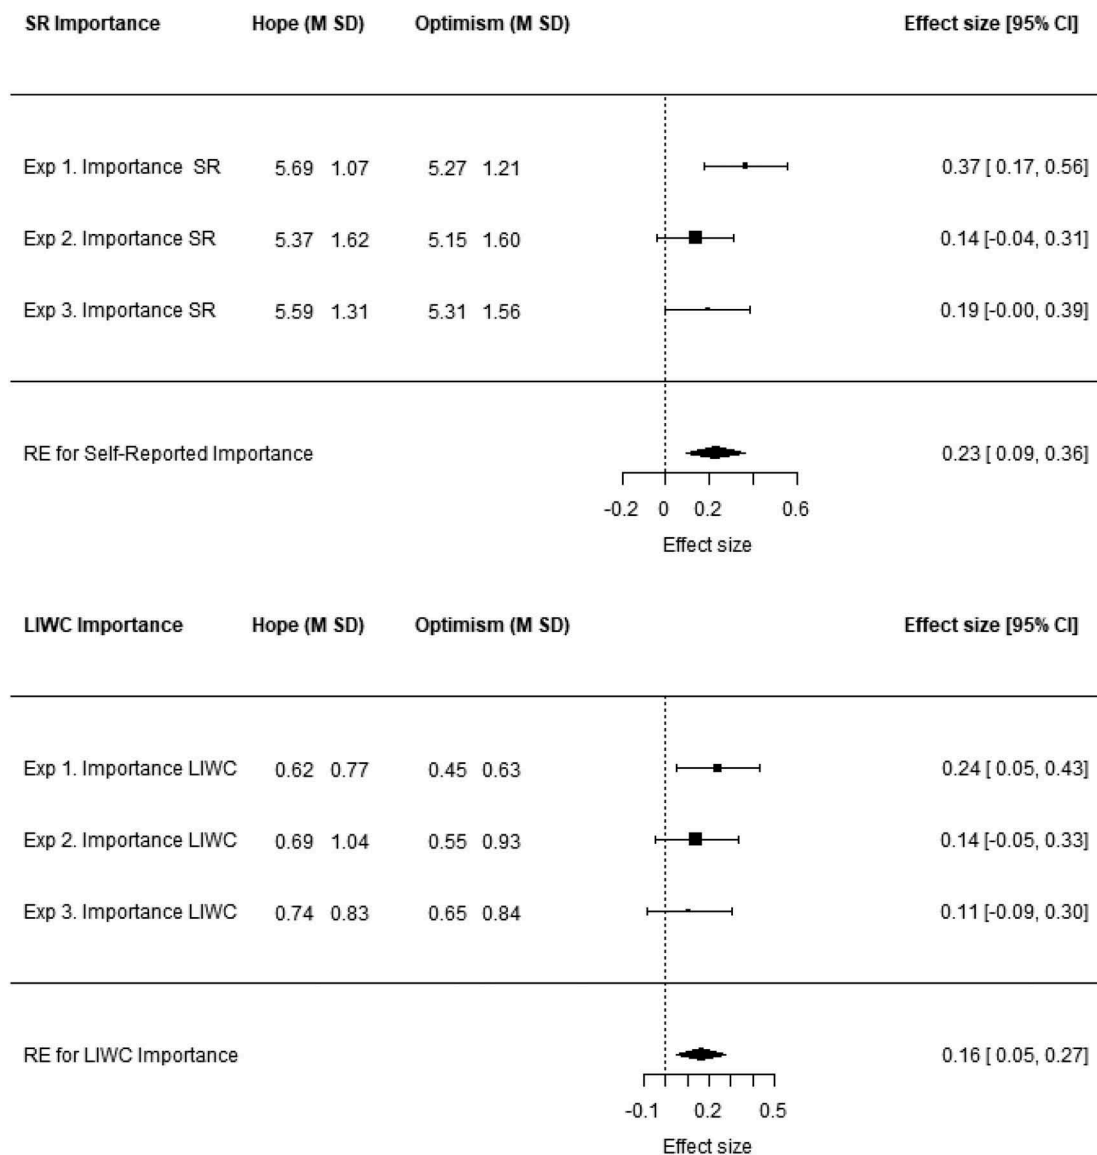 SR Importance Hope (M SD) Optimism (M SD) Effect size [95% CI]
Exp 1. Importance SR 5.69 1.07 5.27 1.21 0.37 [ 0.17, 0.56]
Exp 2. Importance SR 5.37 1.62 5.15 1.60 0.14 [-0.04, 0.31]
Exp 3. Importance SR 5.59 1.31 5.31 1.56 0.19 [-0.00, 0.39]
RE for Self-Reported Importance 0.23 [ 0.09, 0.36]
-0.2 0 0.2 0.6
Effect size
LIWC Importance Hope (M SD) Optimism (M SD) Effect size [95% CI]
Exp 1. Importance LIWC 0.62 0.77 0.45 0.63 0.24 [ 0.05, 0.43]
Exp 2. Importance LIWC 0.69 1.04 0.55 0.93 0.14 [-0.05, 0.33]
Exp 3. Importance LIWC 0.74 0.83 0.65 0.84 0.11 [-0.09, 0.30]
RE for LIWC Importance 0.16 [ 0.05, 0.27]
-0.1 0.2 0.5
Effect size